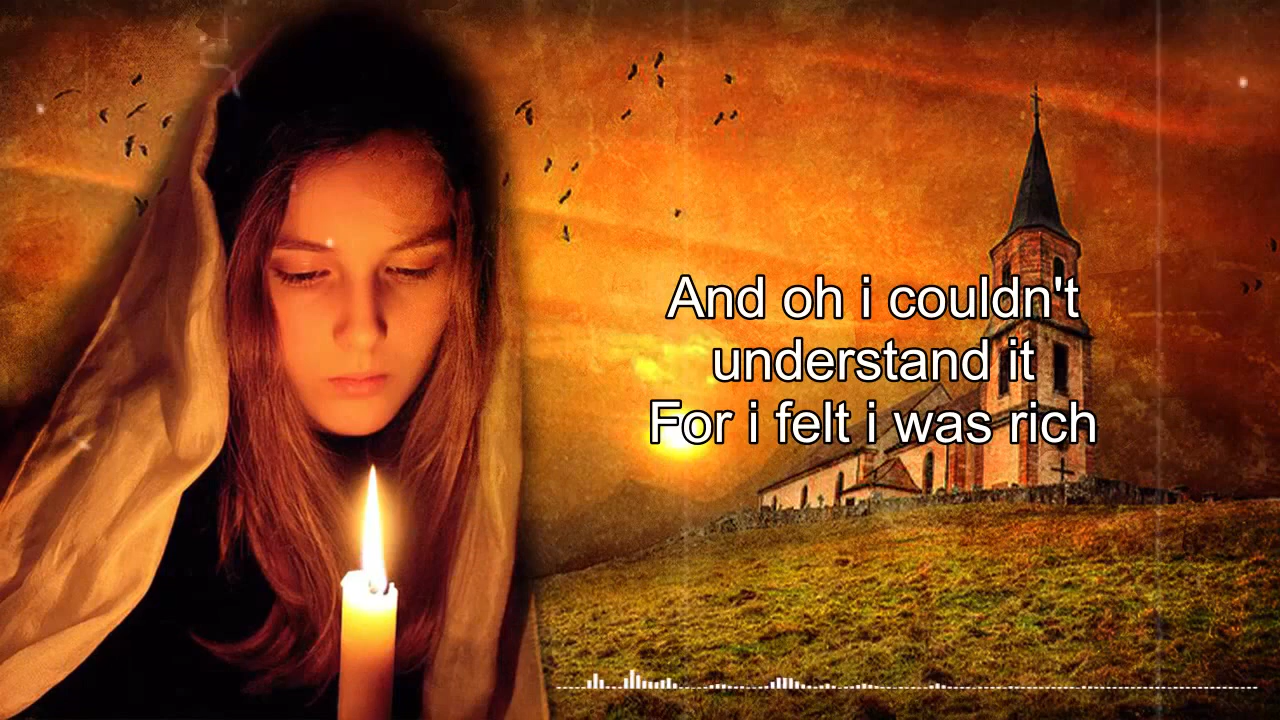 And oh i couldn't
understand it
For i felt i was rich